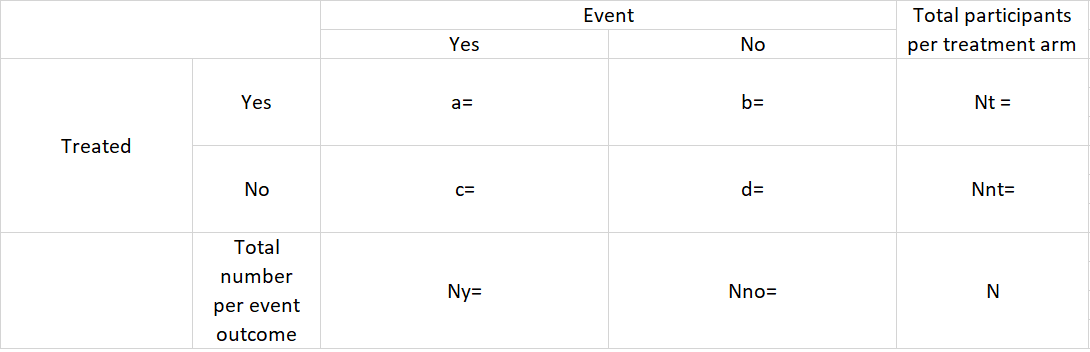 Event
Total participants
per treatment arm
Yes
No
Treated
Yes
a=
b=
Nt =
No
c=
d=
Nnt=
Total
number
per event
outcome
Ny=
Nno=
N